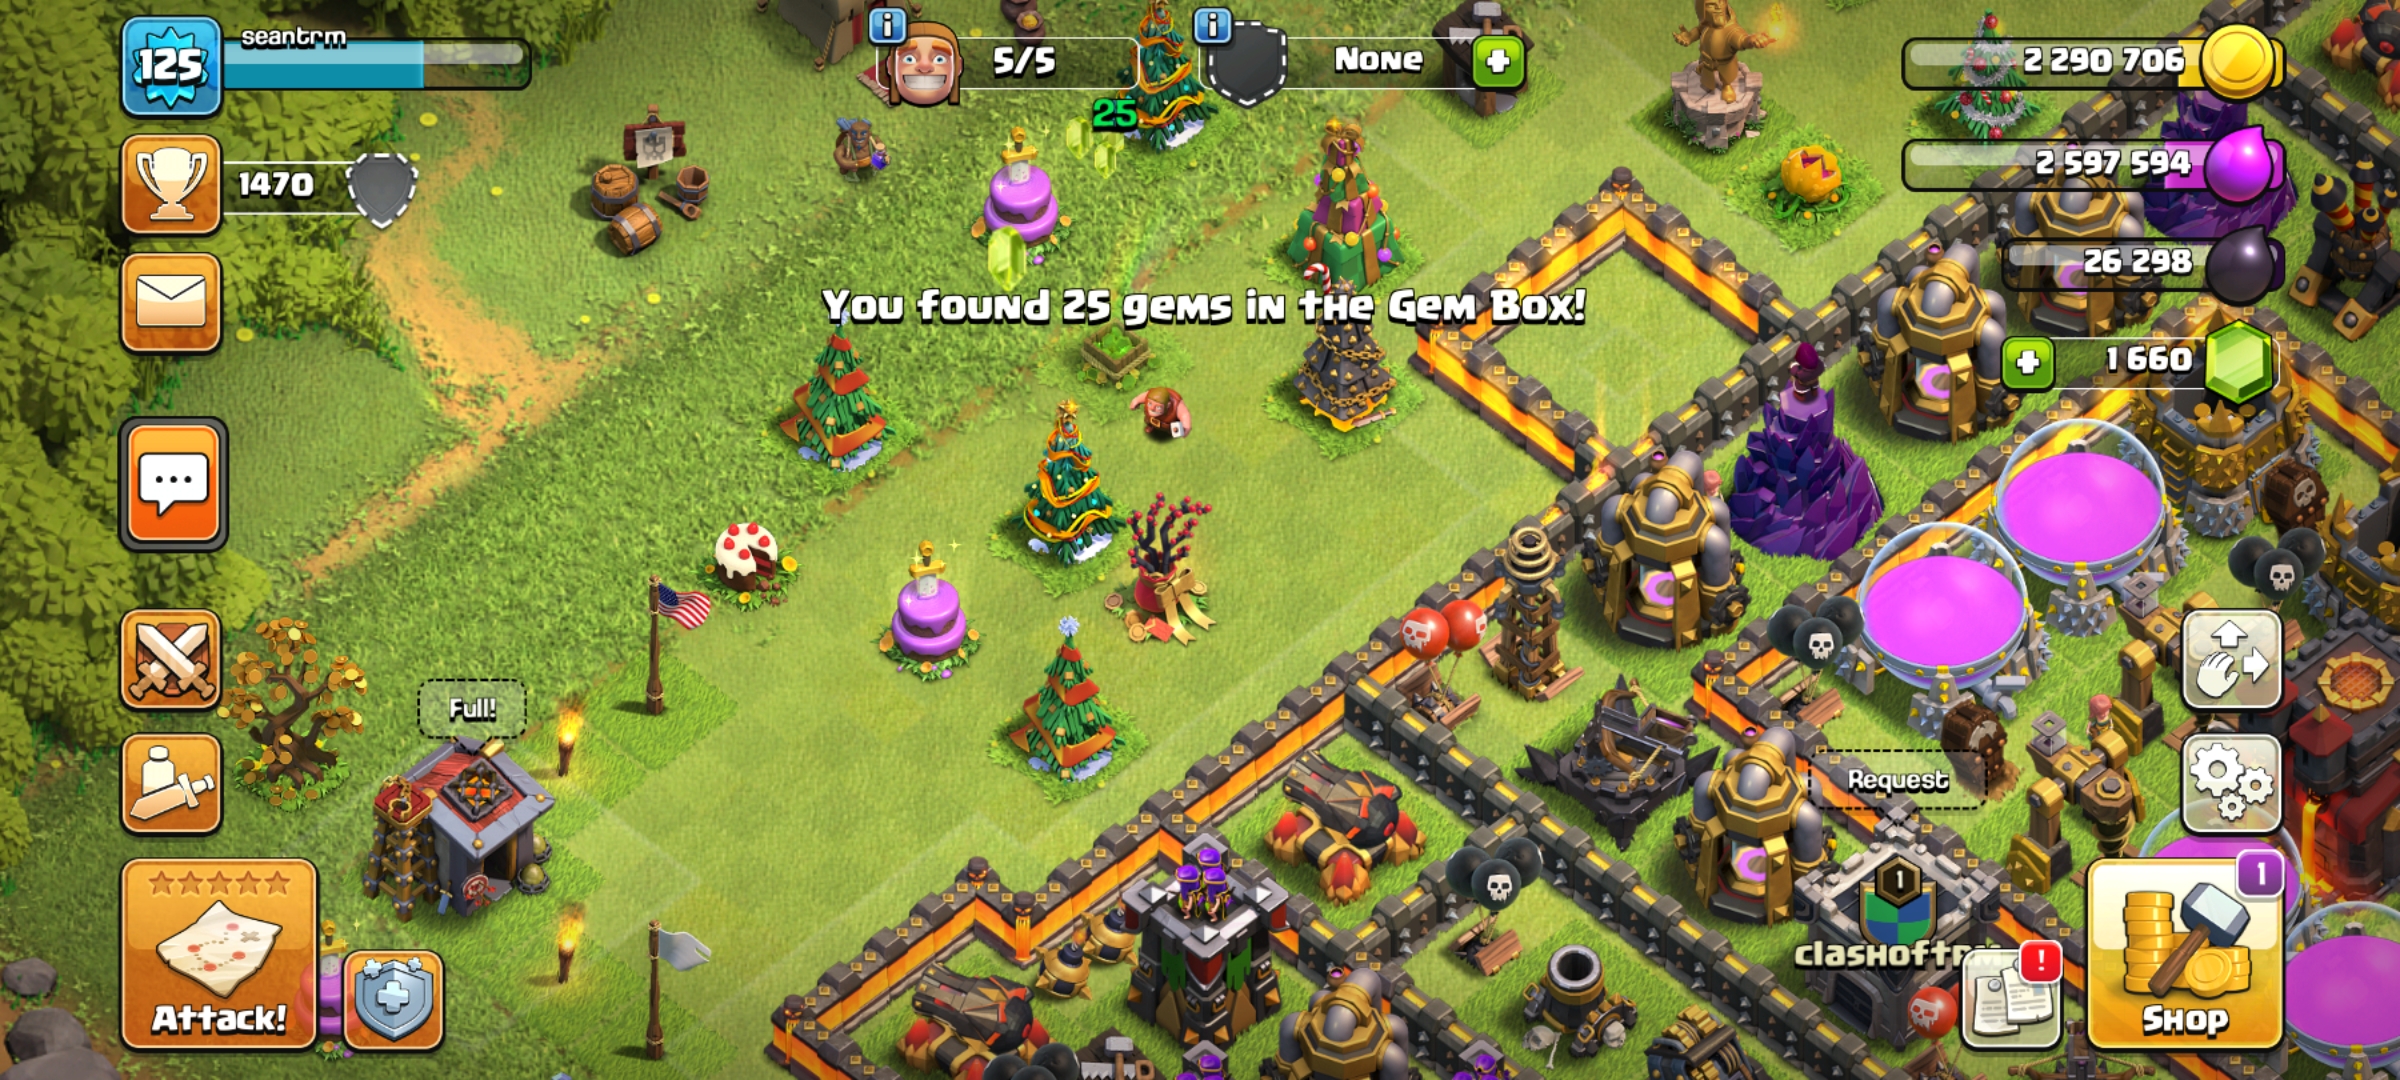 125
seantrm
5/5
None
2 290 706
25
1470
2 597 594
26 298
You found 25 gems in the Gem Box!
1 660
Full!
Request
1
1
clashoftrm
!
Attack!
Shop